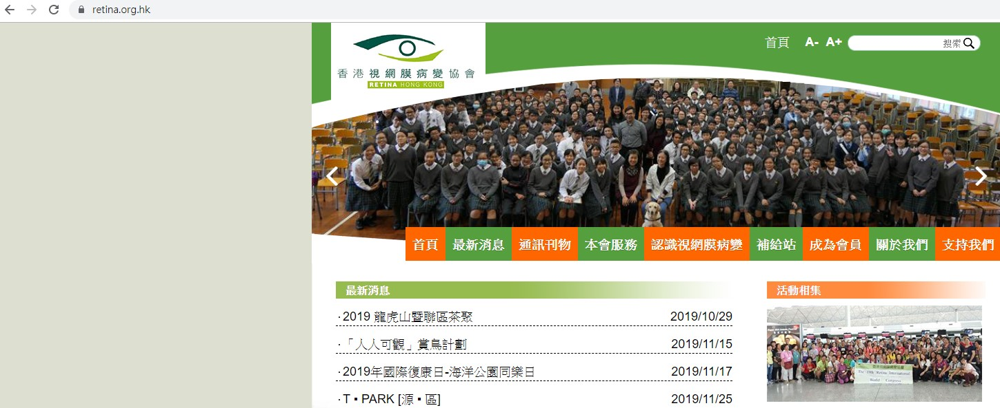 retina.org.hk
首頁 A- A+ 搜索
香港視網膜病變協會
RETINA HONG KONG
首頁 最新消息 通訊刊物 本會服務 認識視網膜病變 補給站 成為會員 關於我們 支持我們
最新消息
·2019 龍虎山暨聯區茶聚 2019/10/29
·「人人可觀」賞鳥計劃 2019/11/15
·2019年國際復康日-海洋公園同樂日 2019/11/17
·T▪PARK [源▪區] 2019/11/25
活動相集
The 19th Retina International
World Congress